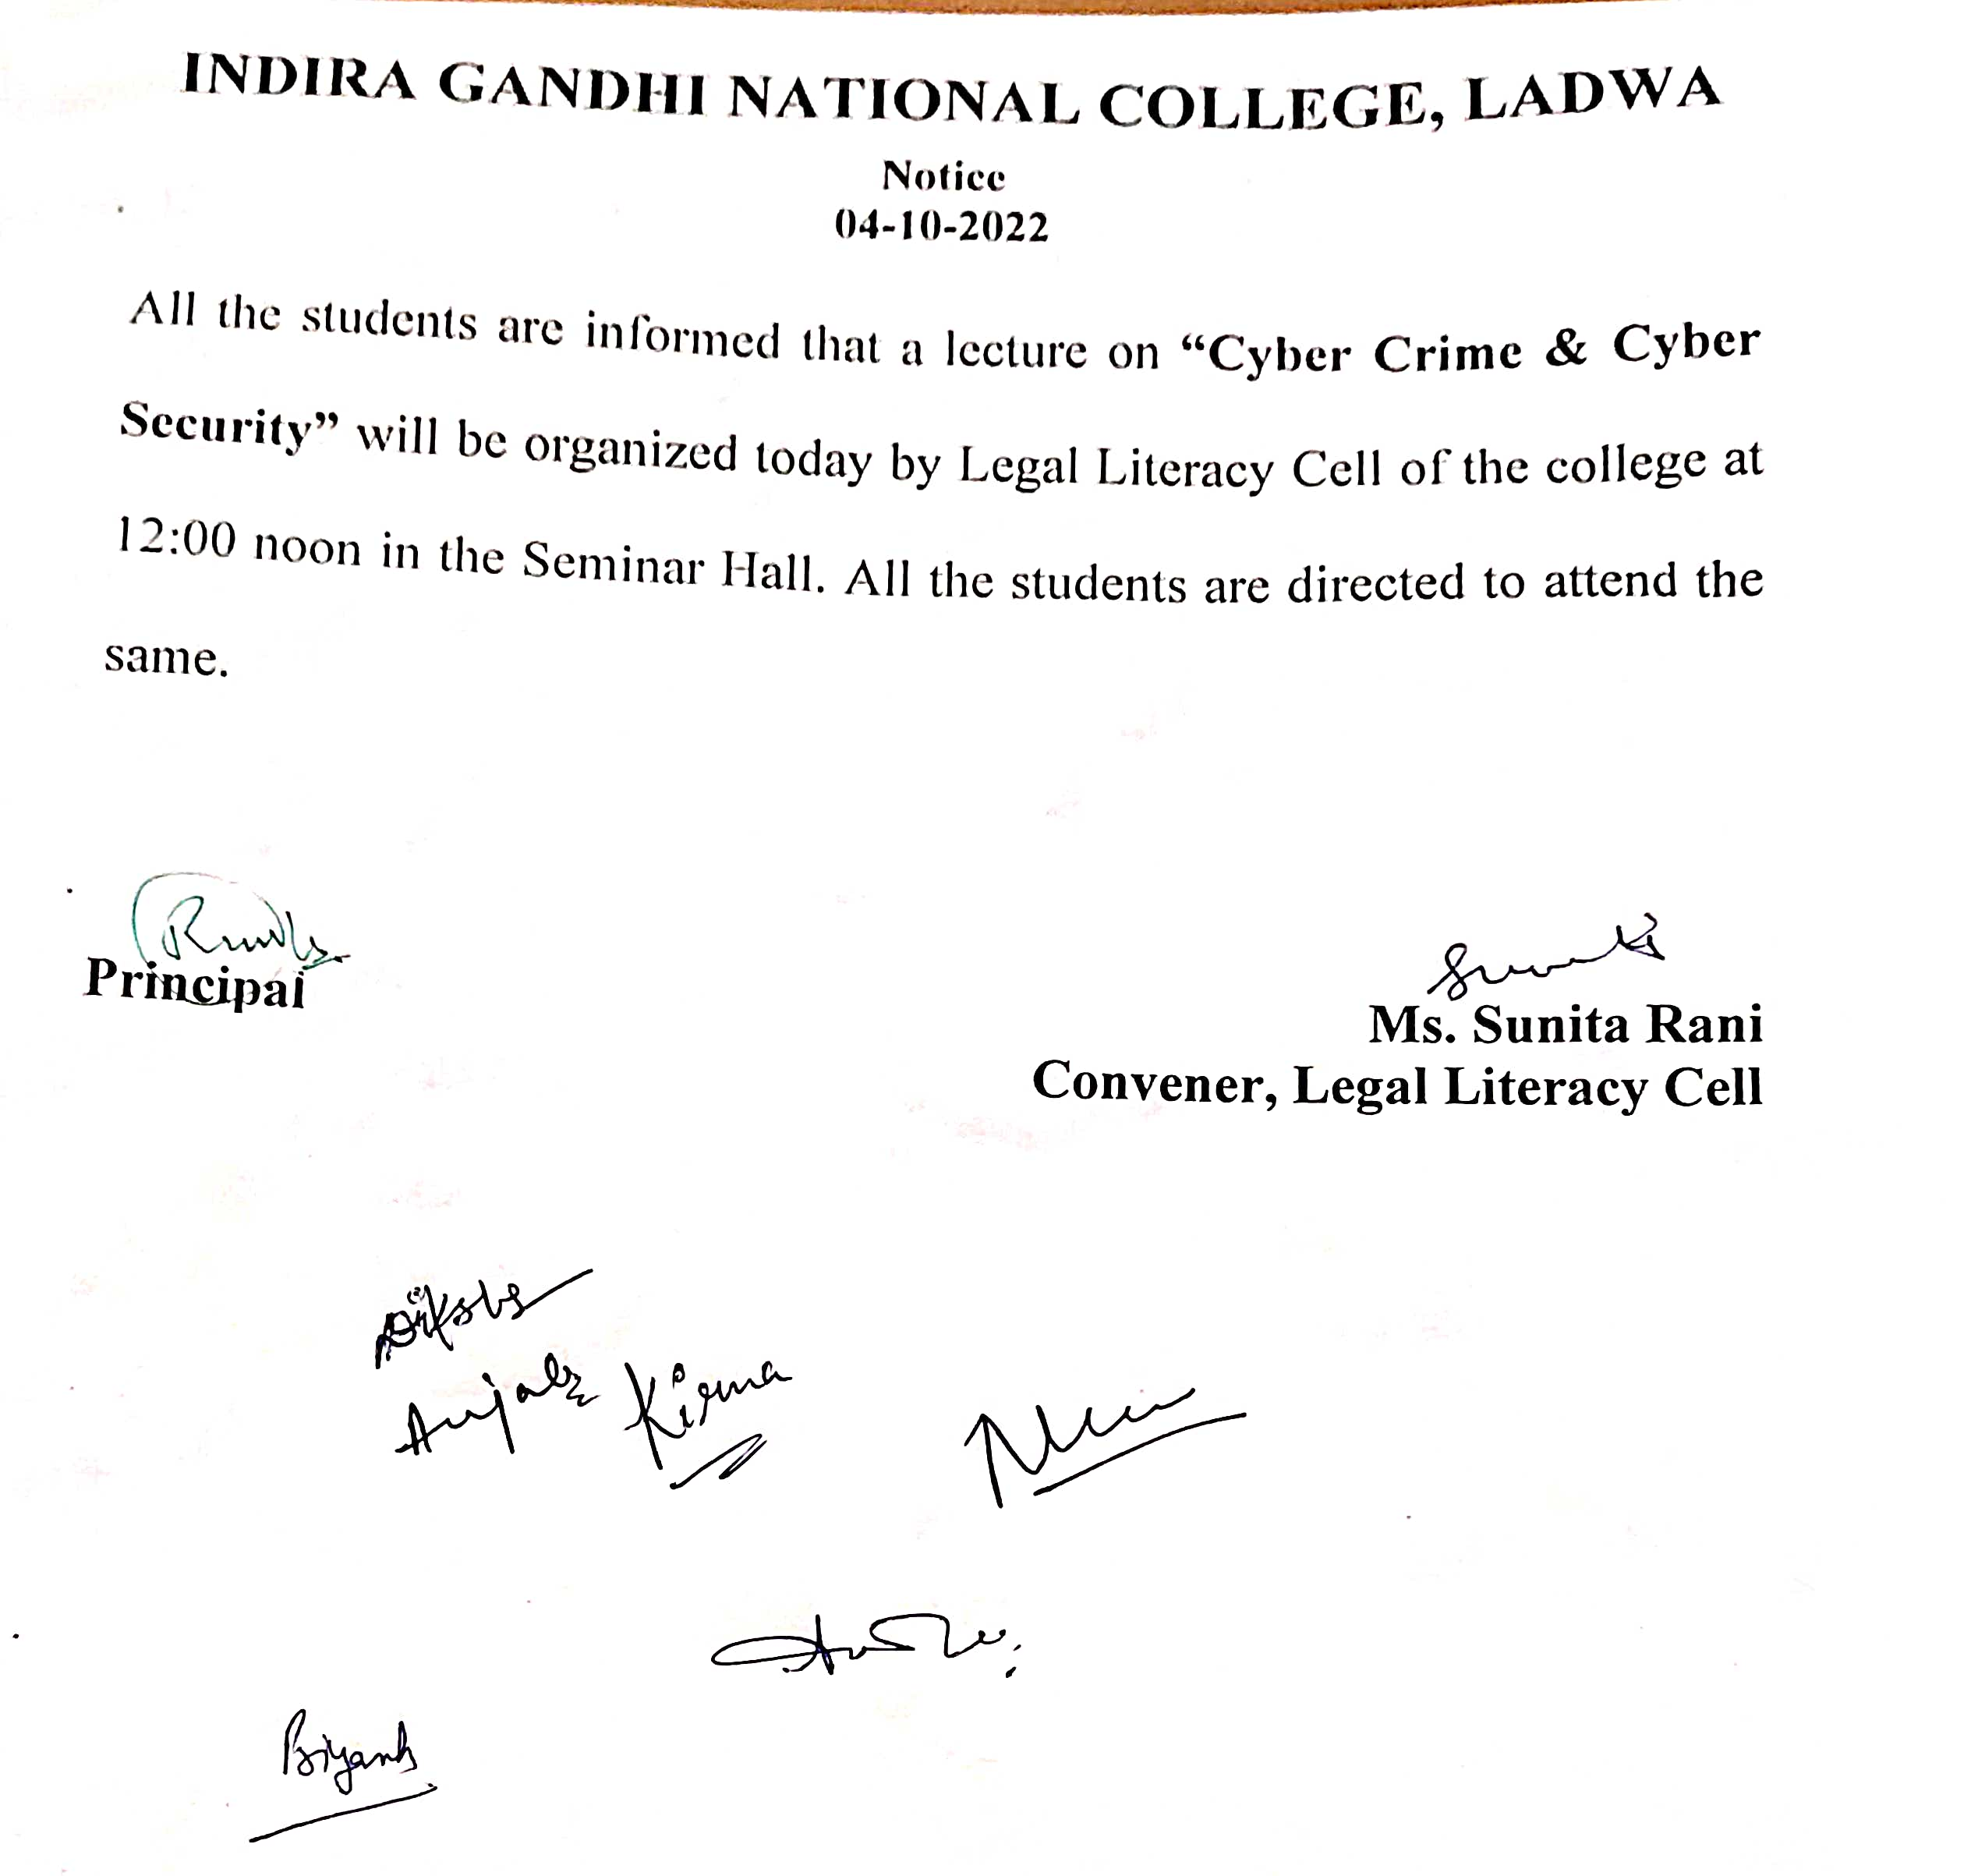 INDIRA GANDHI NATIONAL COLLEGE, LADWA
Notice
04-10-2022
All the students are informed that a lecture on “Cyber Crime & Cyber
Security” will be organized today by Legal Literacy Cell of the college at
12:00 noon in the Seminar Hall. All the students are directed to attend the
same.
Principal
Ms. Sunita Rani
Convener, Legal Literacy Cell
Anjali